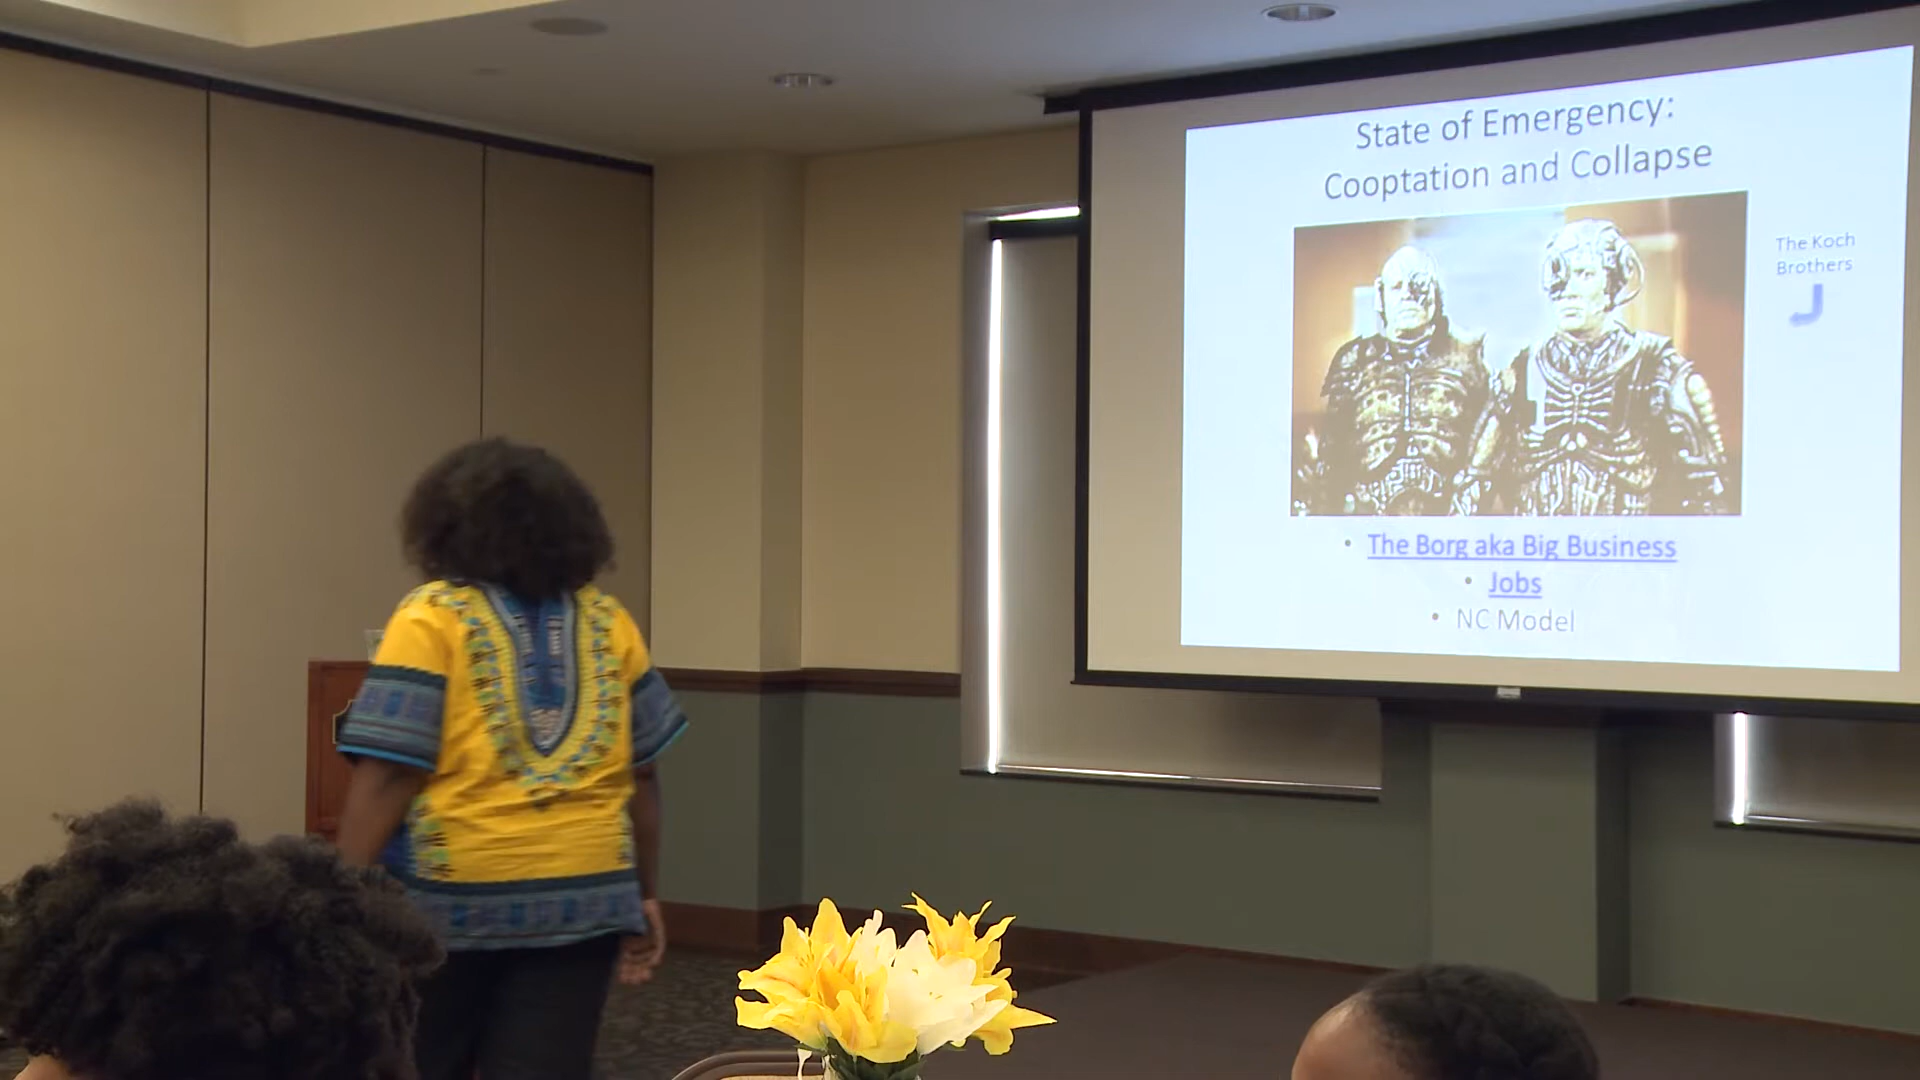 State of Emergency:
Cooptation and Collapse
The Koch
Brothers
• The Borg aka Big Business
• Jobs
• NC Model